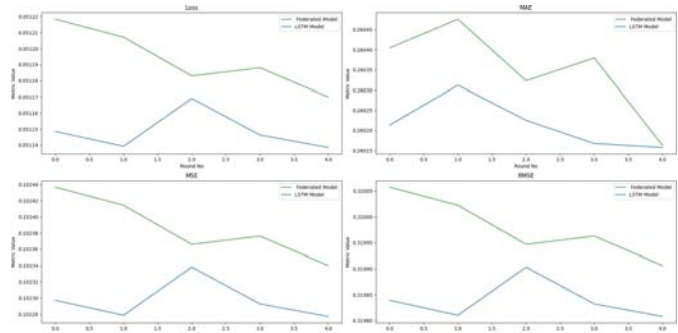 Loss
Federated Model
LSTM Model
Metric Value
0.05122
0.05121
0.05120
0.05119
0.05118
0.05117
0.05115
0.05114
0.0 0.5 1.0 1.5 2.0 2.5 3.0 3.5 4.0
Round No
MAE
Federated Model
LSTM Model
Metric Value
0.26045
0.26040
0.26035
0.26030
0.26025
0.26020
0.26015
0.0 0.5 1.0 1.5 2.0 2.5 3.0 3.5 4.0
Round No
MSE
Federated Model
LSTM Model
Metric Value
0.10244
0.10240
0.10238
0.10236
0.10234
0.10230
0.10229
0.0 0.5 1.0 1.5 2.0 2.5 3.0 3.5 4.0
RMSE
Federated Model
LSTM Model
Metric Value
0.32005
0.32000
0.31995
0.31990
0.31985
0.31980
0.0 0.5 1.0 1.5 2.0 2.5 3.0 3.5 4.0